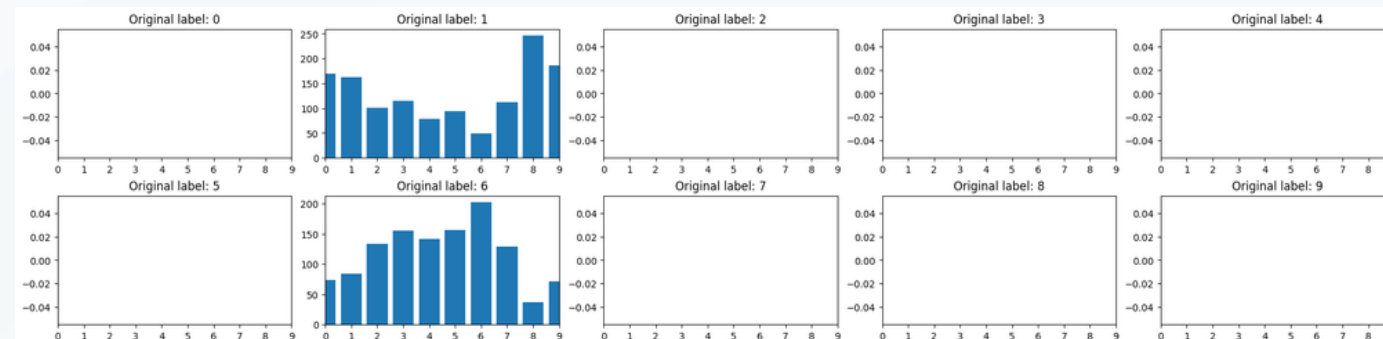 Original label: 0
Original label: 1
Original label: 2
Original label: 3
Original label: 4
0.04
0.02
0.00
−0.02
−0.04
0 1 2 3 4 5 6 7 8 9
250
200
150
100
50
0
0 1 2 3 4 5 6 7 8 9
0.04
0.02
0.00
−0.02
−0.04
0 1 2 3 4 5 6 7 8 9
0.04
0.02
0.00
−0.02
−0.04
0 1 2 3 4 5 6 7 8 9
0.04
0.02
0.00
−0.02
−0.04
0 1 2 3 4 5 6 7 8
Original label: 5
Original label: 6
Original label: 7
Original label: 8
Original label: 9
0.04
0.02
0.00
−0.02
−0.04
0 1 2 3 4 5 6 7 8 9
200
150
100
50
0
0 1 2 3 4 5 6 7 8 9
0.04
0.02
0.00
−0.02
−0.04
0 1 2 3 4 5 6 7 8 9
0.04
0.02
0.00
−0.02
−0.04
0 1 2 3 4 5 6 7 8 9
0.04
0.02
0.00
−0.02
−0.04
0 1 2 3 4 5 6 7 8